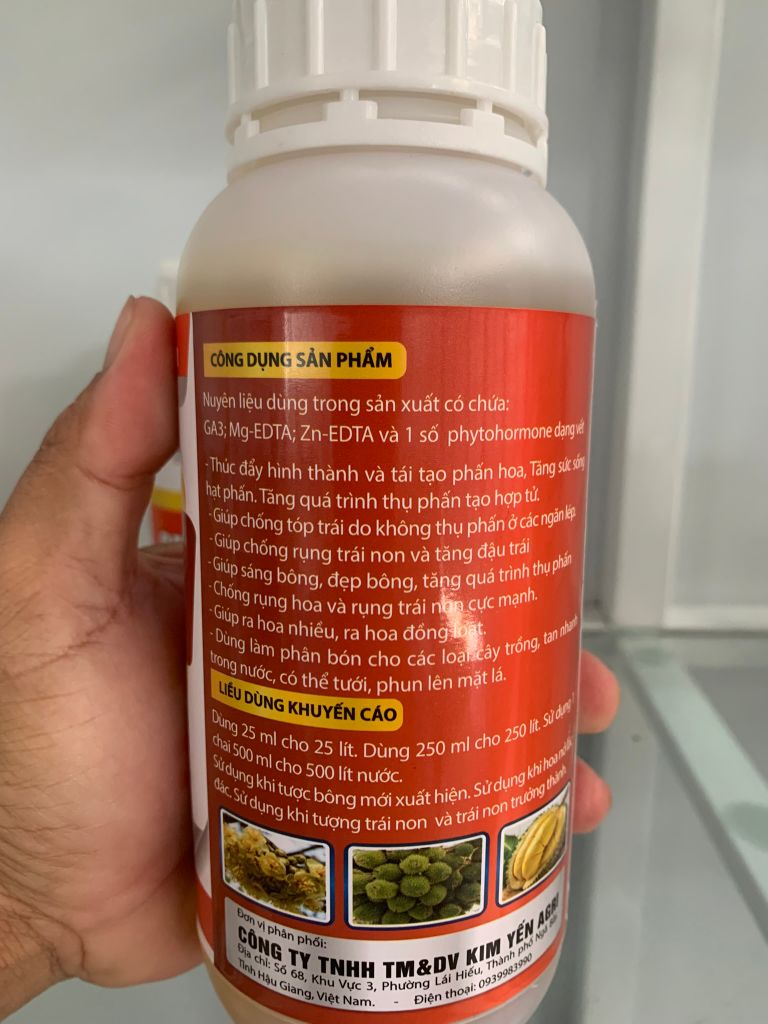 CÔNG DỤNG SẢN PHẨM
Nuyên liệu dùng trong sản xuất có chứa:
GA3; Mg-EDTA; Zn-EDTA và 1 số phytohormone dạng vết
- Thúc đẩy hình thành và tái tạo phấn hoa, Tăng sức sống
hạt phấn. Tăng quá trình thụ phấn tạo hợp tử.
- Giúp chống tóp trái do không thụ phấn ở các ngăn lép.
- Giúp chống rụng trái non và tăng đậu trái
- Giúp sáng bông, đẹp bông, tăng quá trình thụ phấn
- Chống rụng hoa và rụng trái non cực mạnh.
- Giúp ra hoa nhiều, ra hoa đồng loạt.
- Dùng làm phân bón cho các loại cây trồng, tan nhanh
trong nước, có thể tưới, phun lên mặt lá.
LIỀU DÙNG KHUYẾN CÁO
Dùng 25 ml cho 25 lít. Dùng 250 ml cho 250 lít. Sử dụng 1
chai 500 ml cho 500 lít nước.
Sử dụng khi tược bông mới xuất hiện. Sử dụng khi hoa nở
đác. Sử dụng khi tượng trái non và trái non trưởng thành.
Đơn vị phân phối:
CÔNG TY TNHH TM&DV KIM YẾN AGRI
Địa chỉ: Số 68, Khu Vực 3, Phường Lái Hiếu, Thành phố Ngã Bảy,
Tỉnh Hậu Giang, Việt Nam. - Điện thoại: 0939983990